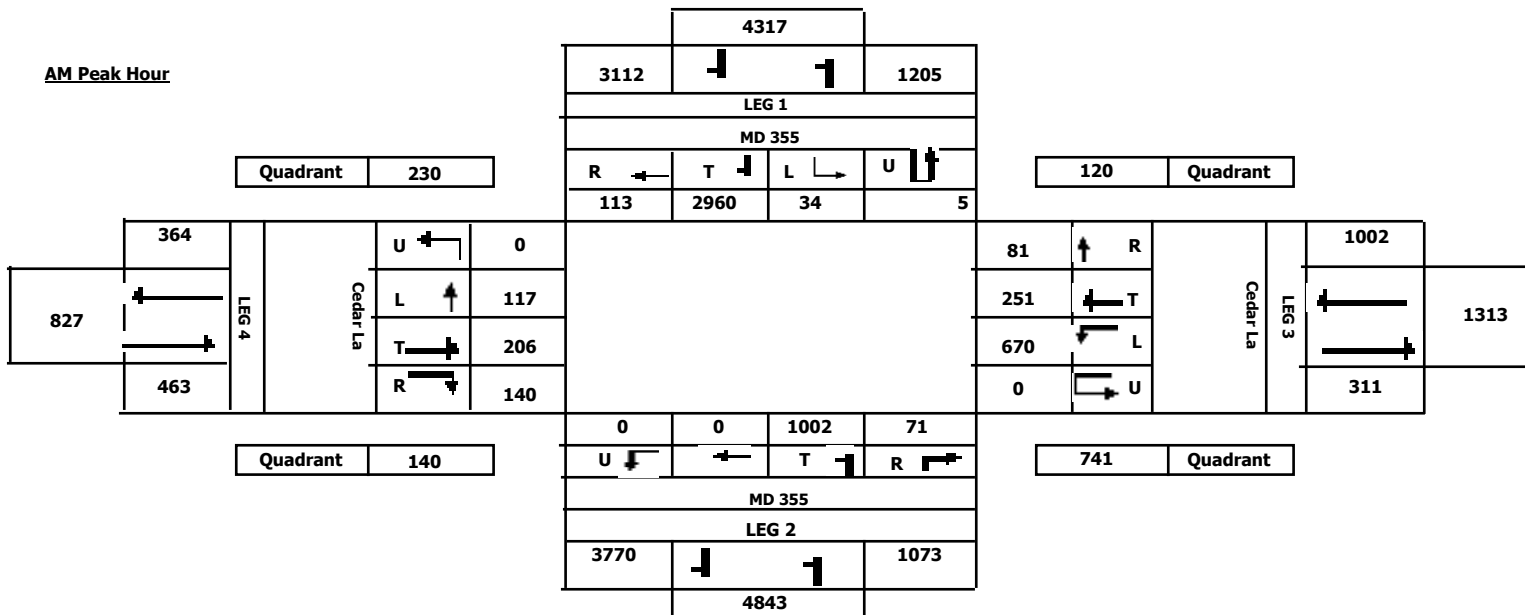 4317
AM Peak Hour
3112 1205
LEG 1
MD 355
Quadrant 230
R T L U
120 Quadrant
113 2960 34 5
364 U 0 81 R 1002
827 LEG 4 Cedar La L 117 251 T Cedar La LEG 3 1313
T 206 670 L
463 R 140 0 U 311
0 0 1002 71
Quadrant 140
U T R
741 Quadrant
MD 355
LEG 2
3770 1073
4843